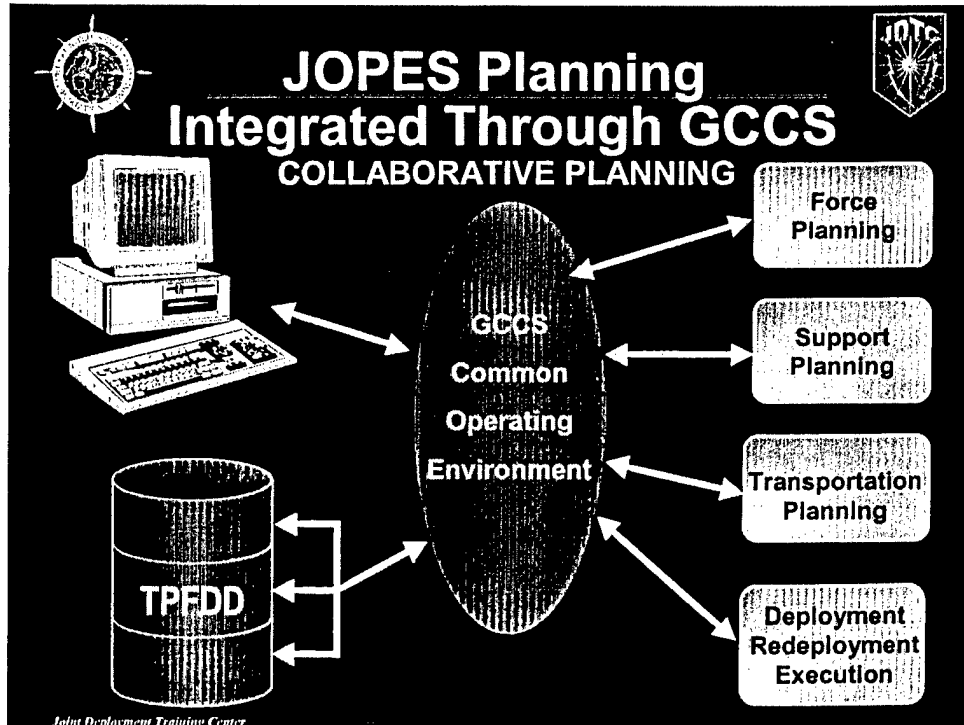 JDTC
JOPES Planning
Integrated Through GCCS
COLLABORATIVE PLANNING
Force
Planning
GCCS
Common
Operating
Environment
Support
Planning
Transportation
Planning
TPFDD
Deployment
Redeployment
Execution
Joint Deployment Training Center